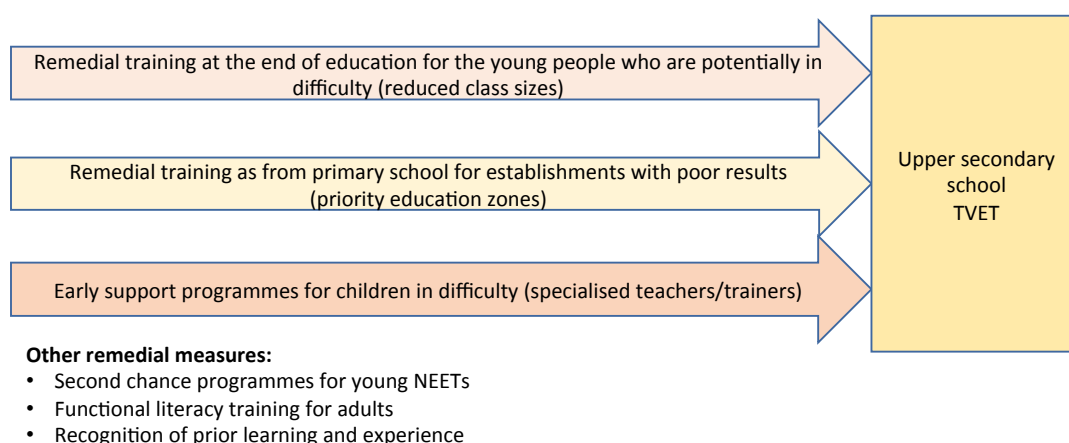 Remedial training at the end of education for the young people who are potentially in
difficulty (reduced class sizes)
Remedial training as from primary school for establishments with poor results
(priority education zones)
Early support programmes for children in difficulty (specialised teachers/trainers)
Upper secondary
school
TVET
Other remedial measures:
• Second chance programmes for young NEETs
• Functional literacy training for adults
• Recognition of prior learning and experience